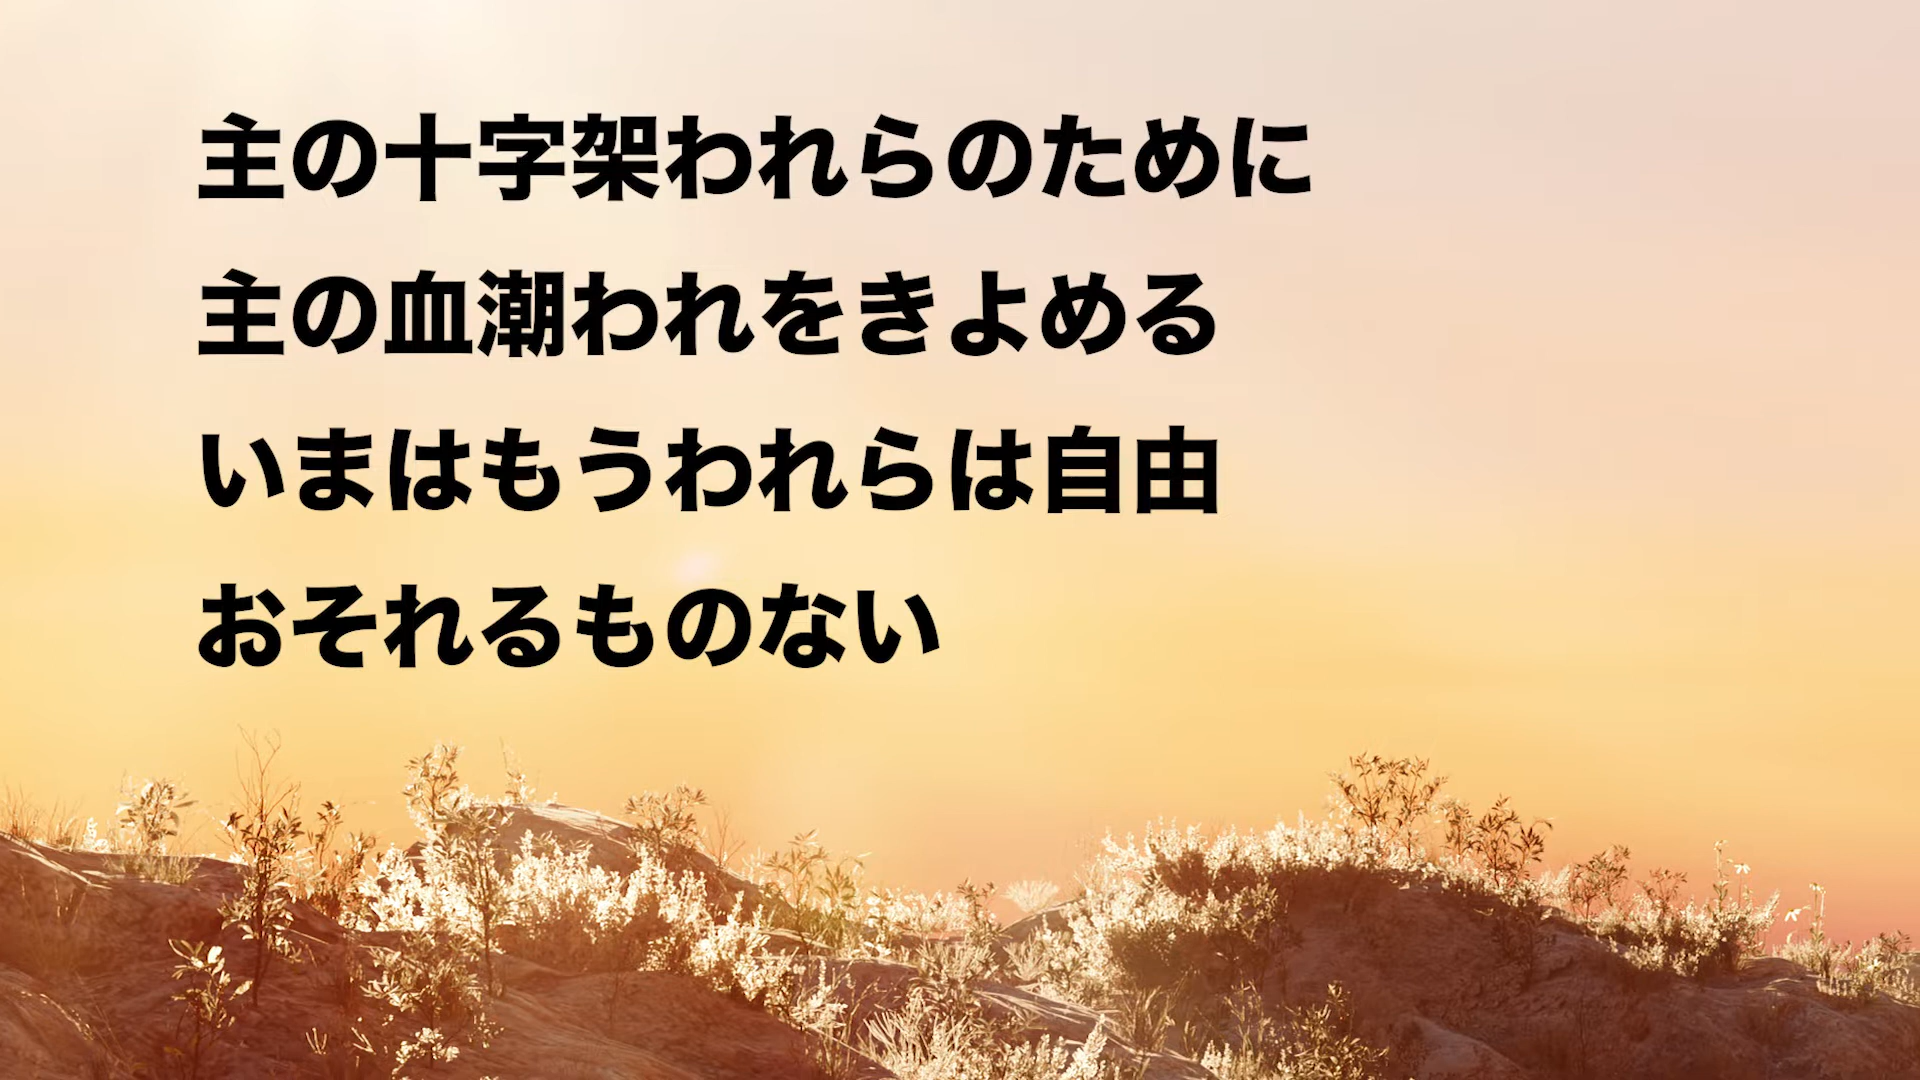 主の十字架われらのために
主の血潮われをきよめる
いまはもうわれらは自由
おそれるものない